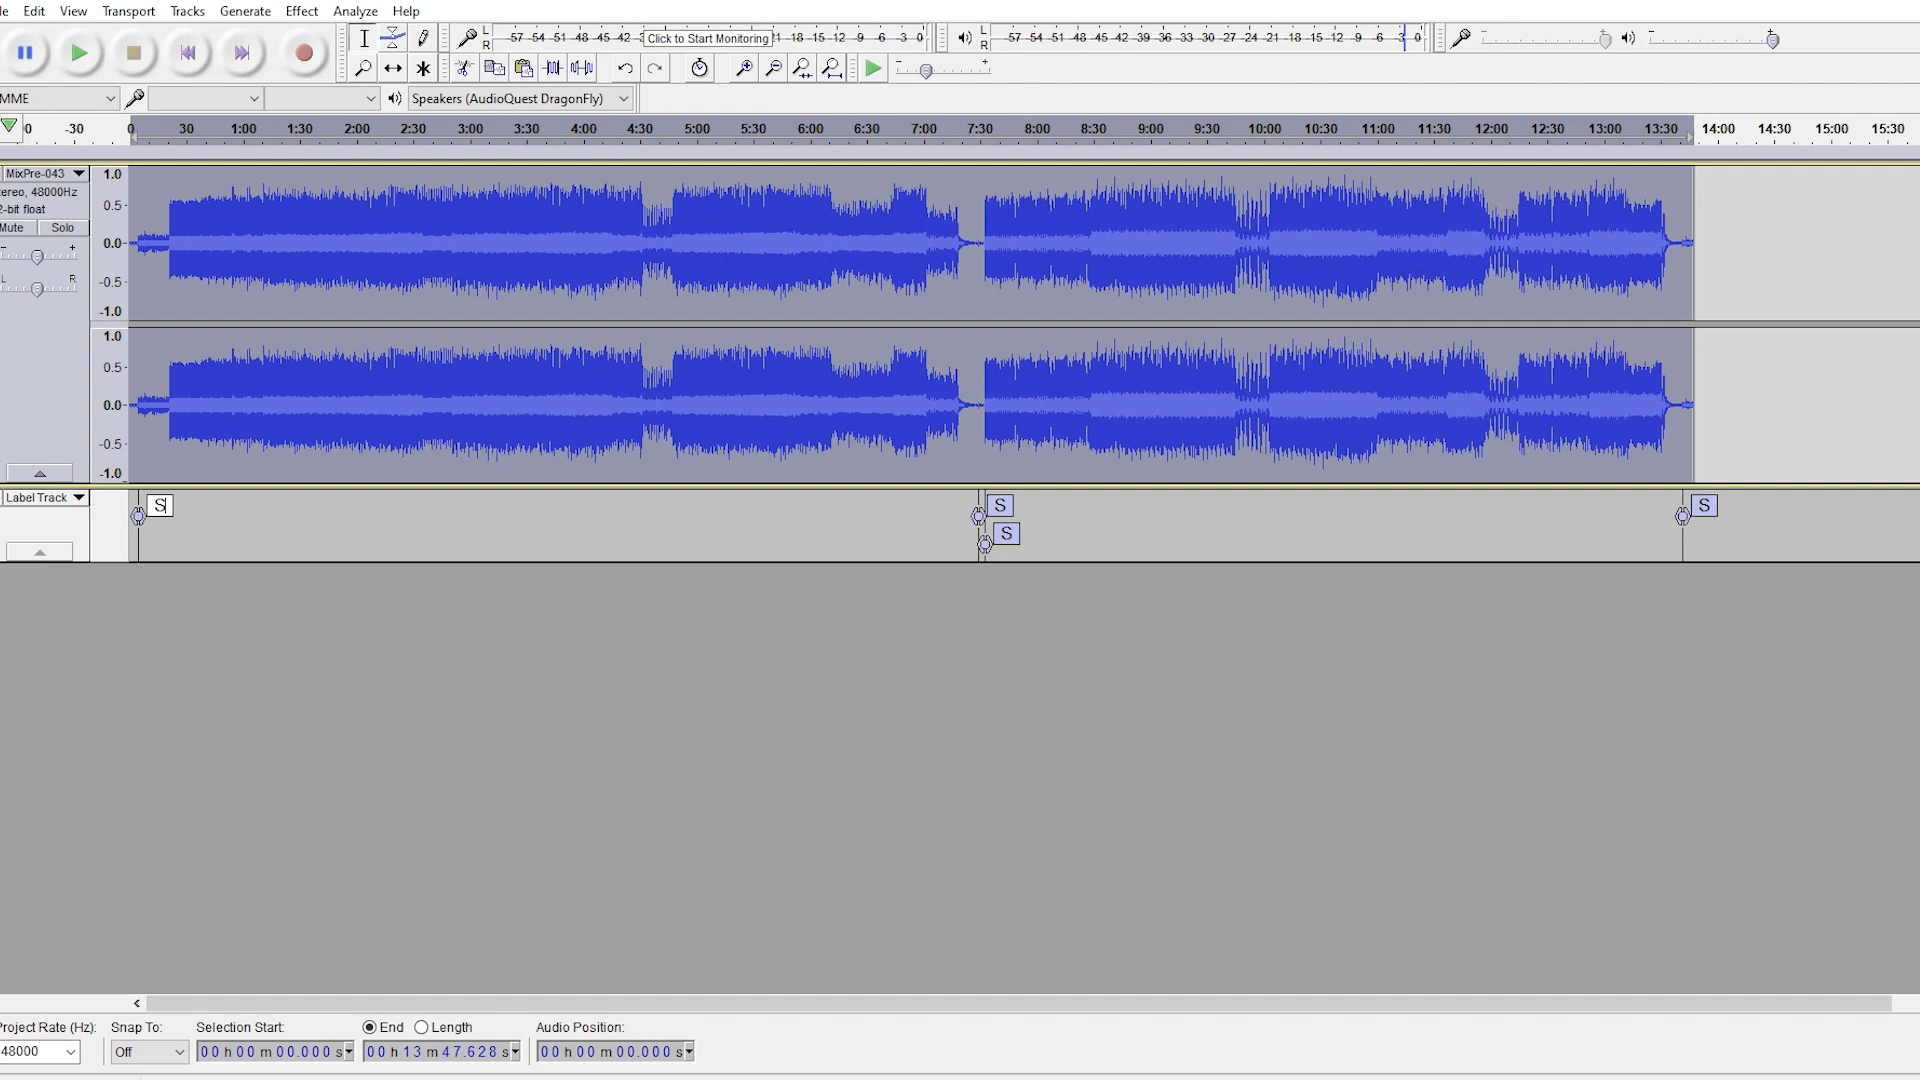 le Edit View Transport Tracks Generate Effect Analyze Help
L
R
-57 -54 -51 -48 -45 -42 -3 Click to Start Monitoring 21 -18 -15 -12 -9 -6 -3 0
L
R
-57 -54 -51 -48 -45 -42 -39 -36 -33 -30 -27 -24 -21 -18 -15 -12 -9 -6 -3 0
MME Speakers (AudioQuest DragonFly)
0 -30 0 30 1:00 1:30 2:00 2:30 3:00 3:30 4:00 4:30 5:00 5:30 6:00 6:30 7:00 7:30 8:00 8:30 9:00 9:30 10:00 10:30 11:00 11:30 12:00 12:30 13:00 13:30 14:00 14:30 15:00 15:30
MixPre-043
tereo, 48000Hz
2-bit float
Mute Solo
- +
L R
1.0
0.5
0.0
-0.5
-1.0
1.0
0.5
0.0
-0.5
-1.0
Label Track
S S S
S
Project Rate (Hz): Snap To: Selection Start: End Length Audio Position:
48000 Off 00 h 00 m 00.000 s 00 h 13 m 47.628 s 00 h 00 m 00.000 s